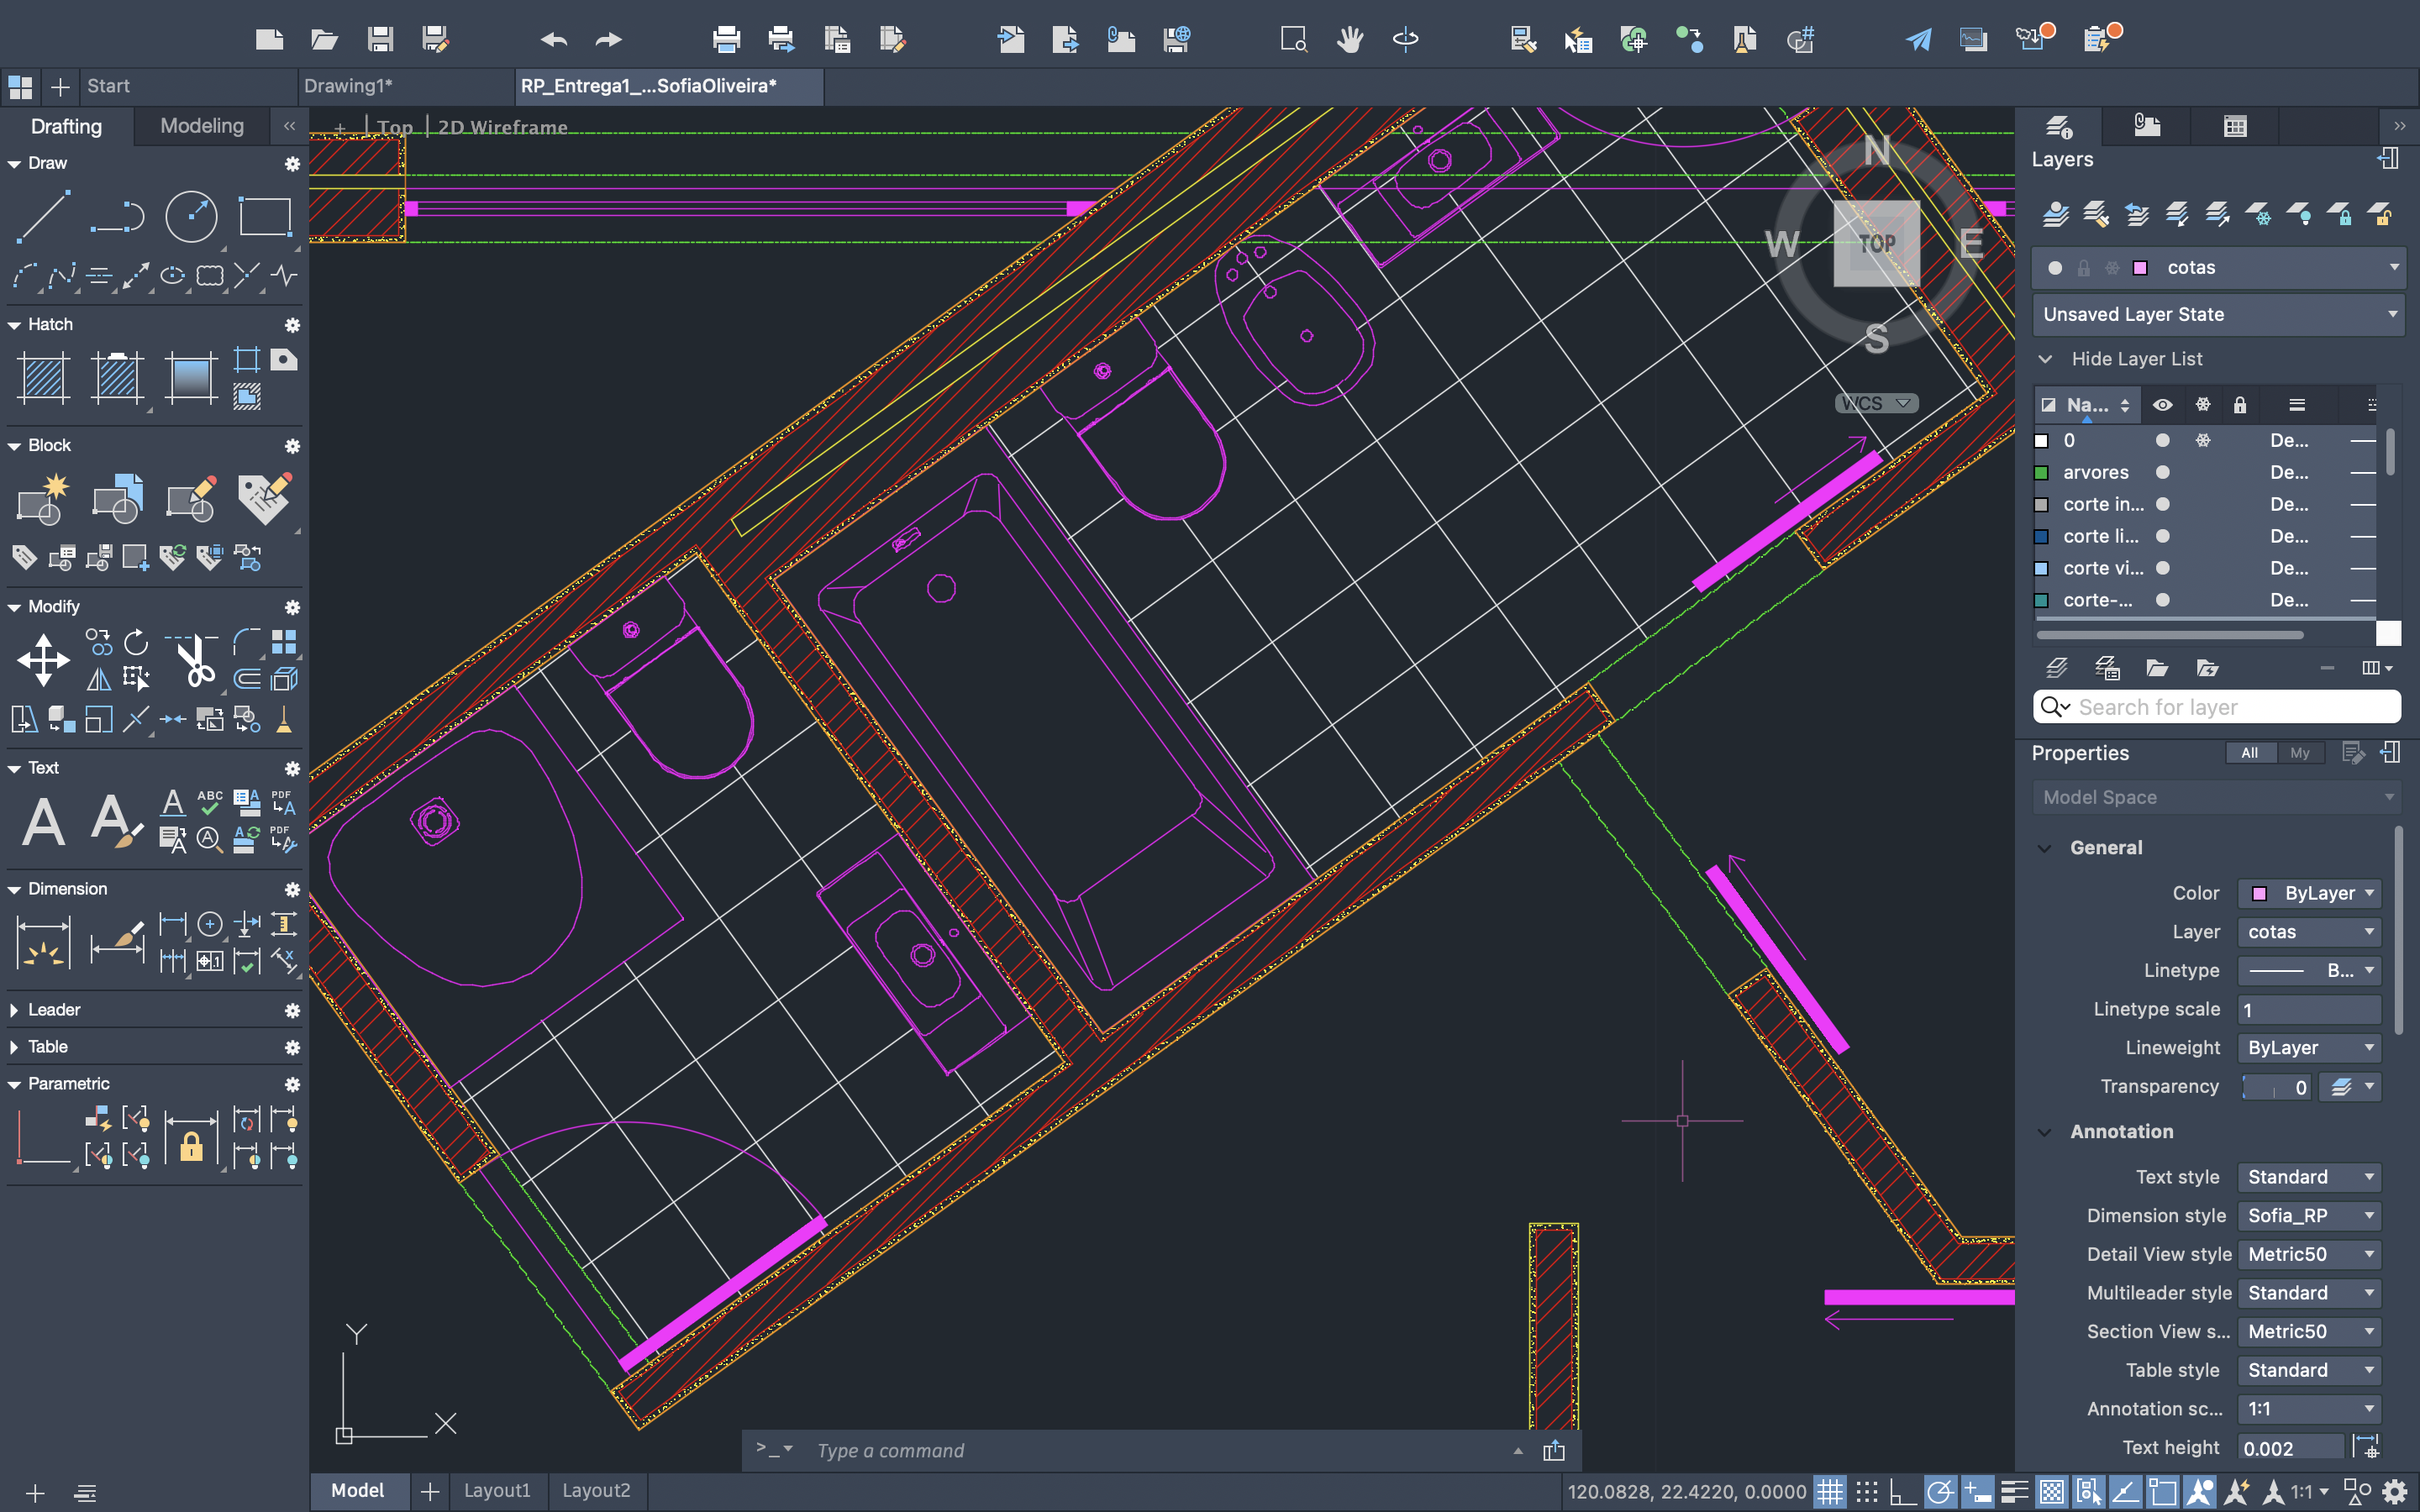 Start
Drawing1*
RP_Entrega1_...SofiaOliveira*
Drafting
Modeling
Draw
Hatch
Block
Modify
Text
ABC
A
PDF
A
A
A
A
A
A
A
PDF
Dimension
Leader
Table
Parametric
+ | Top | 2D Wireframe
N
W
TOP
E
S
WCS
Y
X
>_ Type a command
Model
Layout1
Layout2
120.0828, 22.4220, 0.0000
1:1
Layers
cotas
Unsaved Layer State
Hide Layer List
Na...
0 De...
arvores De...
corte in... De...
corte li... De...
corte vi... De...
corte-... De...
Search for layer
Properties
All
My
Model Space
General
Color ByLayer
Layer cotas
Linetype B...
Linetype scale 1
Lineweight ByLayer
Transparency 0
Annotation
Text style Standard
Dimension style Sofia_RP
Detail View style Metric50
Multileader style Standard
Section View s... Metric50
Table style Standard
Annotation sc... 1:1
Text height 0.002